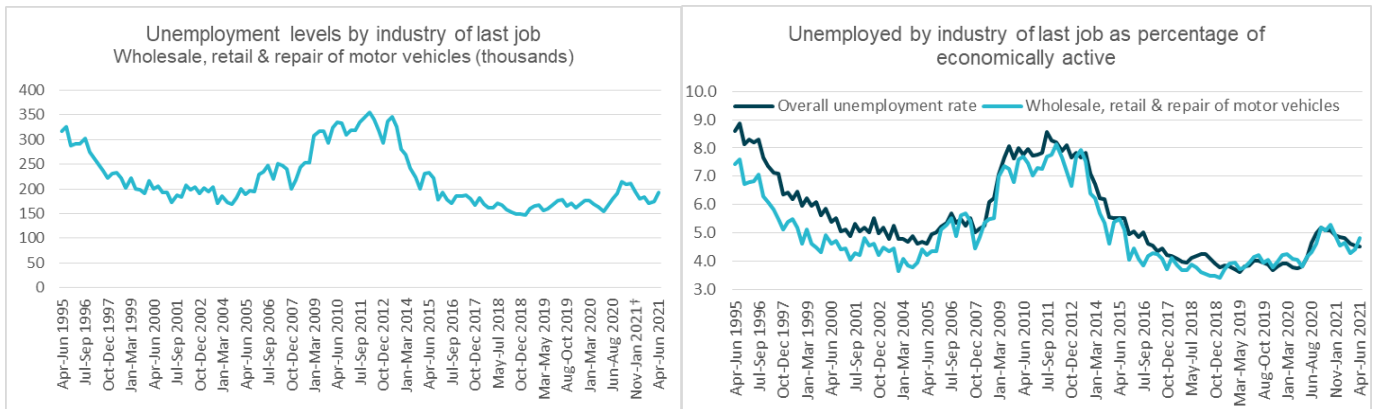 Unemployment levels by industry of last job
Wholesale, retail & repair of motor vehicles (thousands)
400
350
300
250
200
150
100
50
0
Apr-Jun 1995
Jul-Sep 1996
Oct-Dec 1997
Jan-Mar 1999
Apr-Jun 2000
Jul-Sep 2001
Oct-Dec 2002
Jan-Mar 2004
Apr-Jun 2005
Jul-Sep 2006
Oct-Dec 2007
Jan-Mar 2009
Apr-Jun 2010
Jul-Sep 2011
Oct-Dec 2012
Jan-Mar 2014
Apr-Jun 2015
Jul-Sep 2016
Oct-Dec 2017
May-Jul 2018
Oct-Dec 2018
Mar-May 2019
Aug-Oct 2019
Jan-Mar 2020
Jun-Aug 2020
Nov-Jan 2021†
Apr-Jun 2021
Unemployed by industry of last job as percentage of
economically active
10.0
9.0
8.0
7.0
6.0
5.0
4.0
3.0
Overall unemployment rate
Wholesale, retail & repair of motor vehicles
Apr-Jun 1995
Jul-Sep 1996
Oct-Dec 1997
Jan-Mar 1999
Apr-Jun 2000
Jul-Sep 2001
Oct-Dec 2002
Jan-Mar 2004
Apr-Jun 2005
Jul-Sep 2006
Oct-Dec 2007
Jan-Mar 2009
Apr-Jun 2010
Jul-Sep 2011
Oct-Dec 2012
Jan-Mar 2014
Apr-Jun 2015
Jul-Sep 2016
Oct-Dec 2017
May-Jul 2018
Oct-Dec 2018
Mar-May 2019
Aug-Oct 2019
Jan-Mar 2020
Jun-Aug 2020
Nov-Jan 2021
Apr-Jun 2021